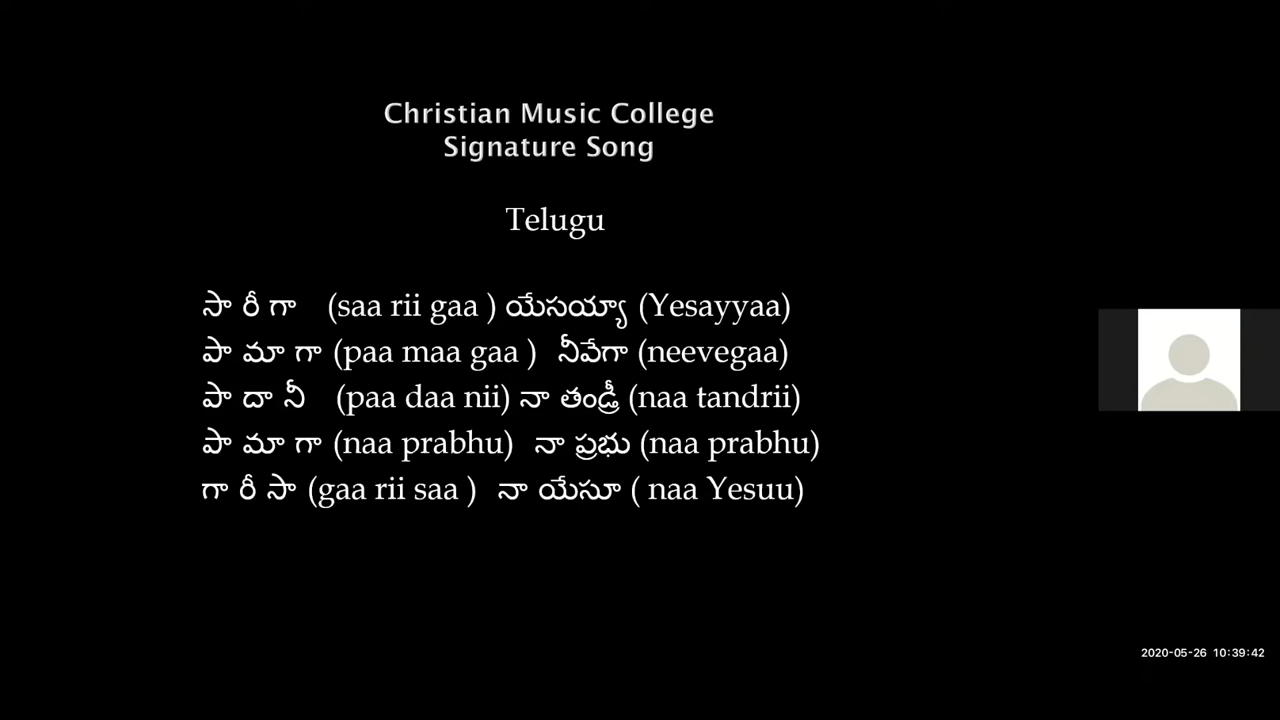 Christian Music College
Signature Song
Telugu
సా రీ గా (saa rii gaa ) యేసయ్యా (Yesayyaa)
పా మా గా (paa maa gaa ) నీవేగా (neevegaa)
పా దా నీ (paa daa nii) నా తండ్రీ (naa tandrii)
పా మా గా (naa prabhu) నా ప్రభు (naa prabhu)
గా రీ సా (gaa rii saa ) నా యేసూ ( naa Yesuu)
2020-05-26 10:39:42